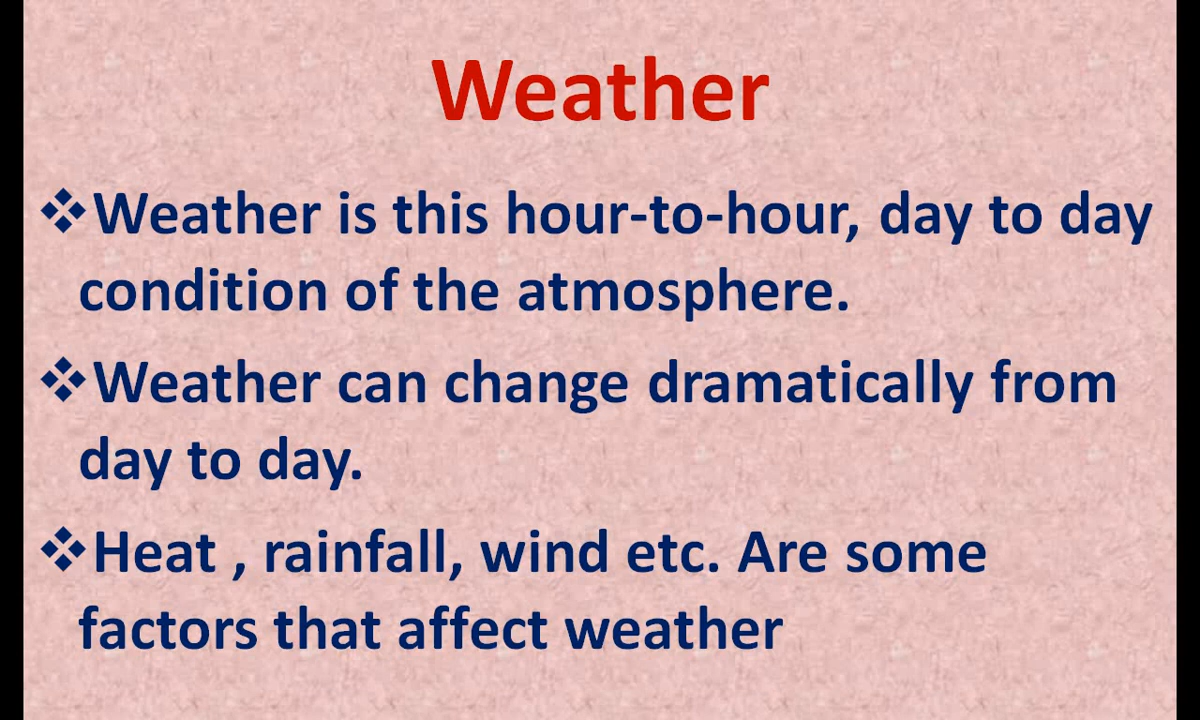 Weather
❖Weather is this hour-to-hour, day to day
condition of the atmosphere.
❖Weather can change dramatically from
day to day.
❖Heat , rainfall, wind etc. Are some
factors that affect weather